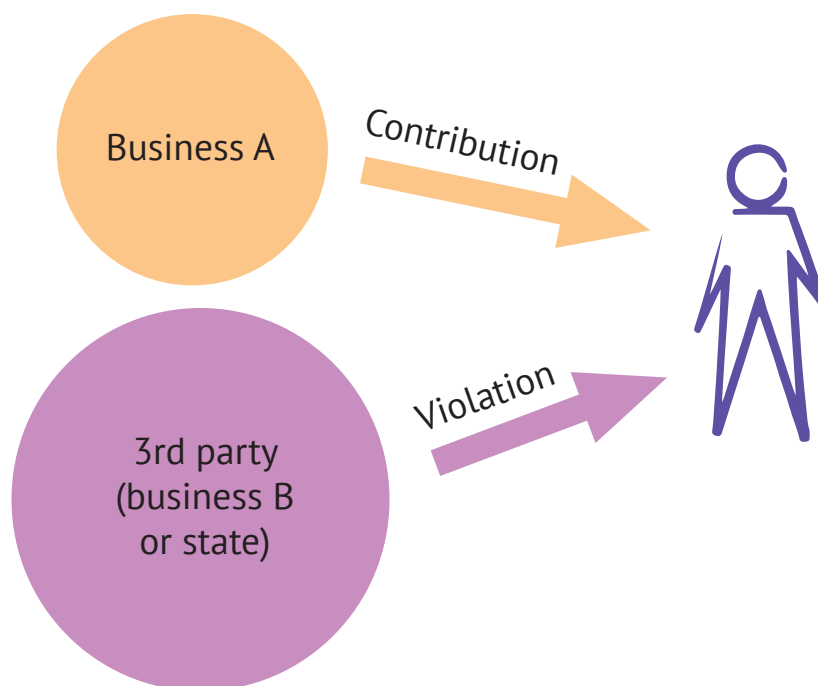 Business A
Contribution
Violation
3rd party
(business B
or state)